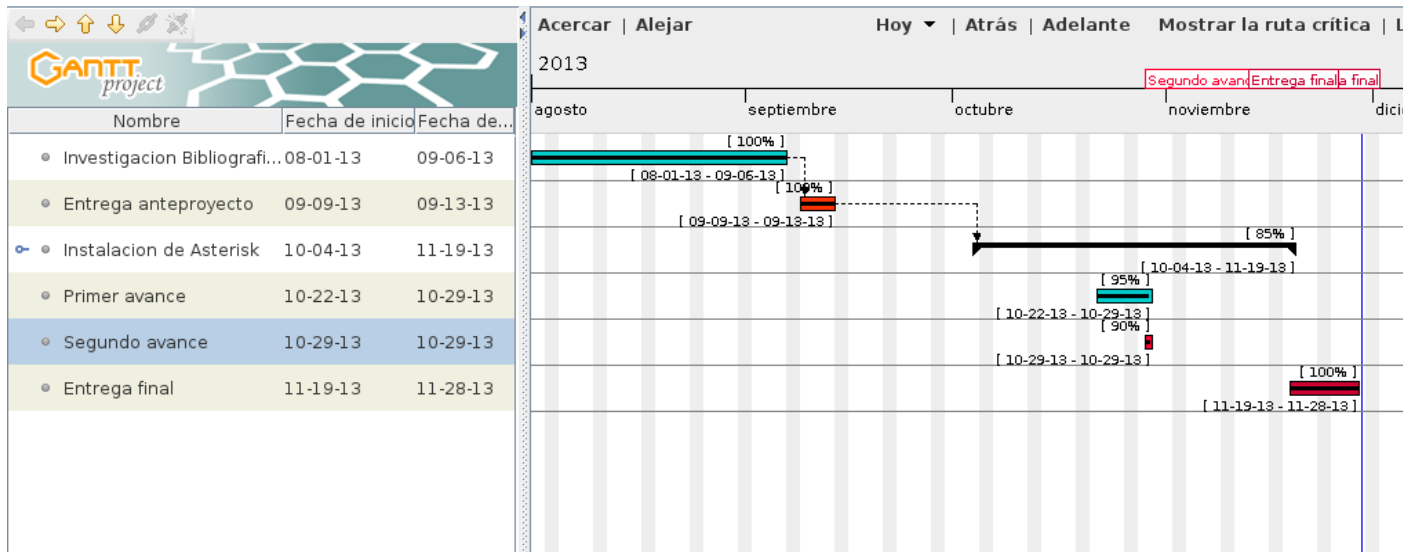 Acercar | Alejar Hoy | Atrás | Adelante Mostrar la ruta crítica | L
GANTT
project
2013
Segundo avanc Entrega final a final
agosto septiembre octubre noviembre dici
Nombre Fecha de inicio Fecha de...
Investigacion Bibliografi... 08-01-13 09-06-13
[ 100% ]
[ 08-01-13 - 09-06-13 ]
Entrega anteproyecto 09-09-13 09-13-13
[ 100% ]
[ 09-09-13 - 09-13-13 ]
Instalacion de Asterisk 10-04-13 11-19-13
[ 85% ]
[ 10-04-13 - 11-19-13 ]
Primer avance 10-22-13 10-29-13
[ 95% ]
[ 10-22-13 - 10-29-13 ]
Segundo avance 10-29-13 10-29-13
[ 90% ]
[ 10-29-13 - 10-29-13 ]
Entrega final 11-19-13 11-28-13
[ 100% ]
[ 11-19-13 - 11-28-13 ]